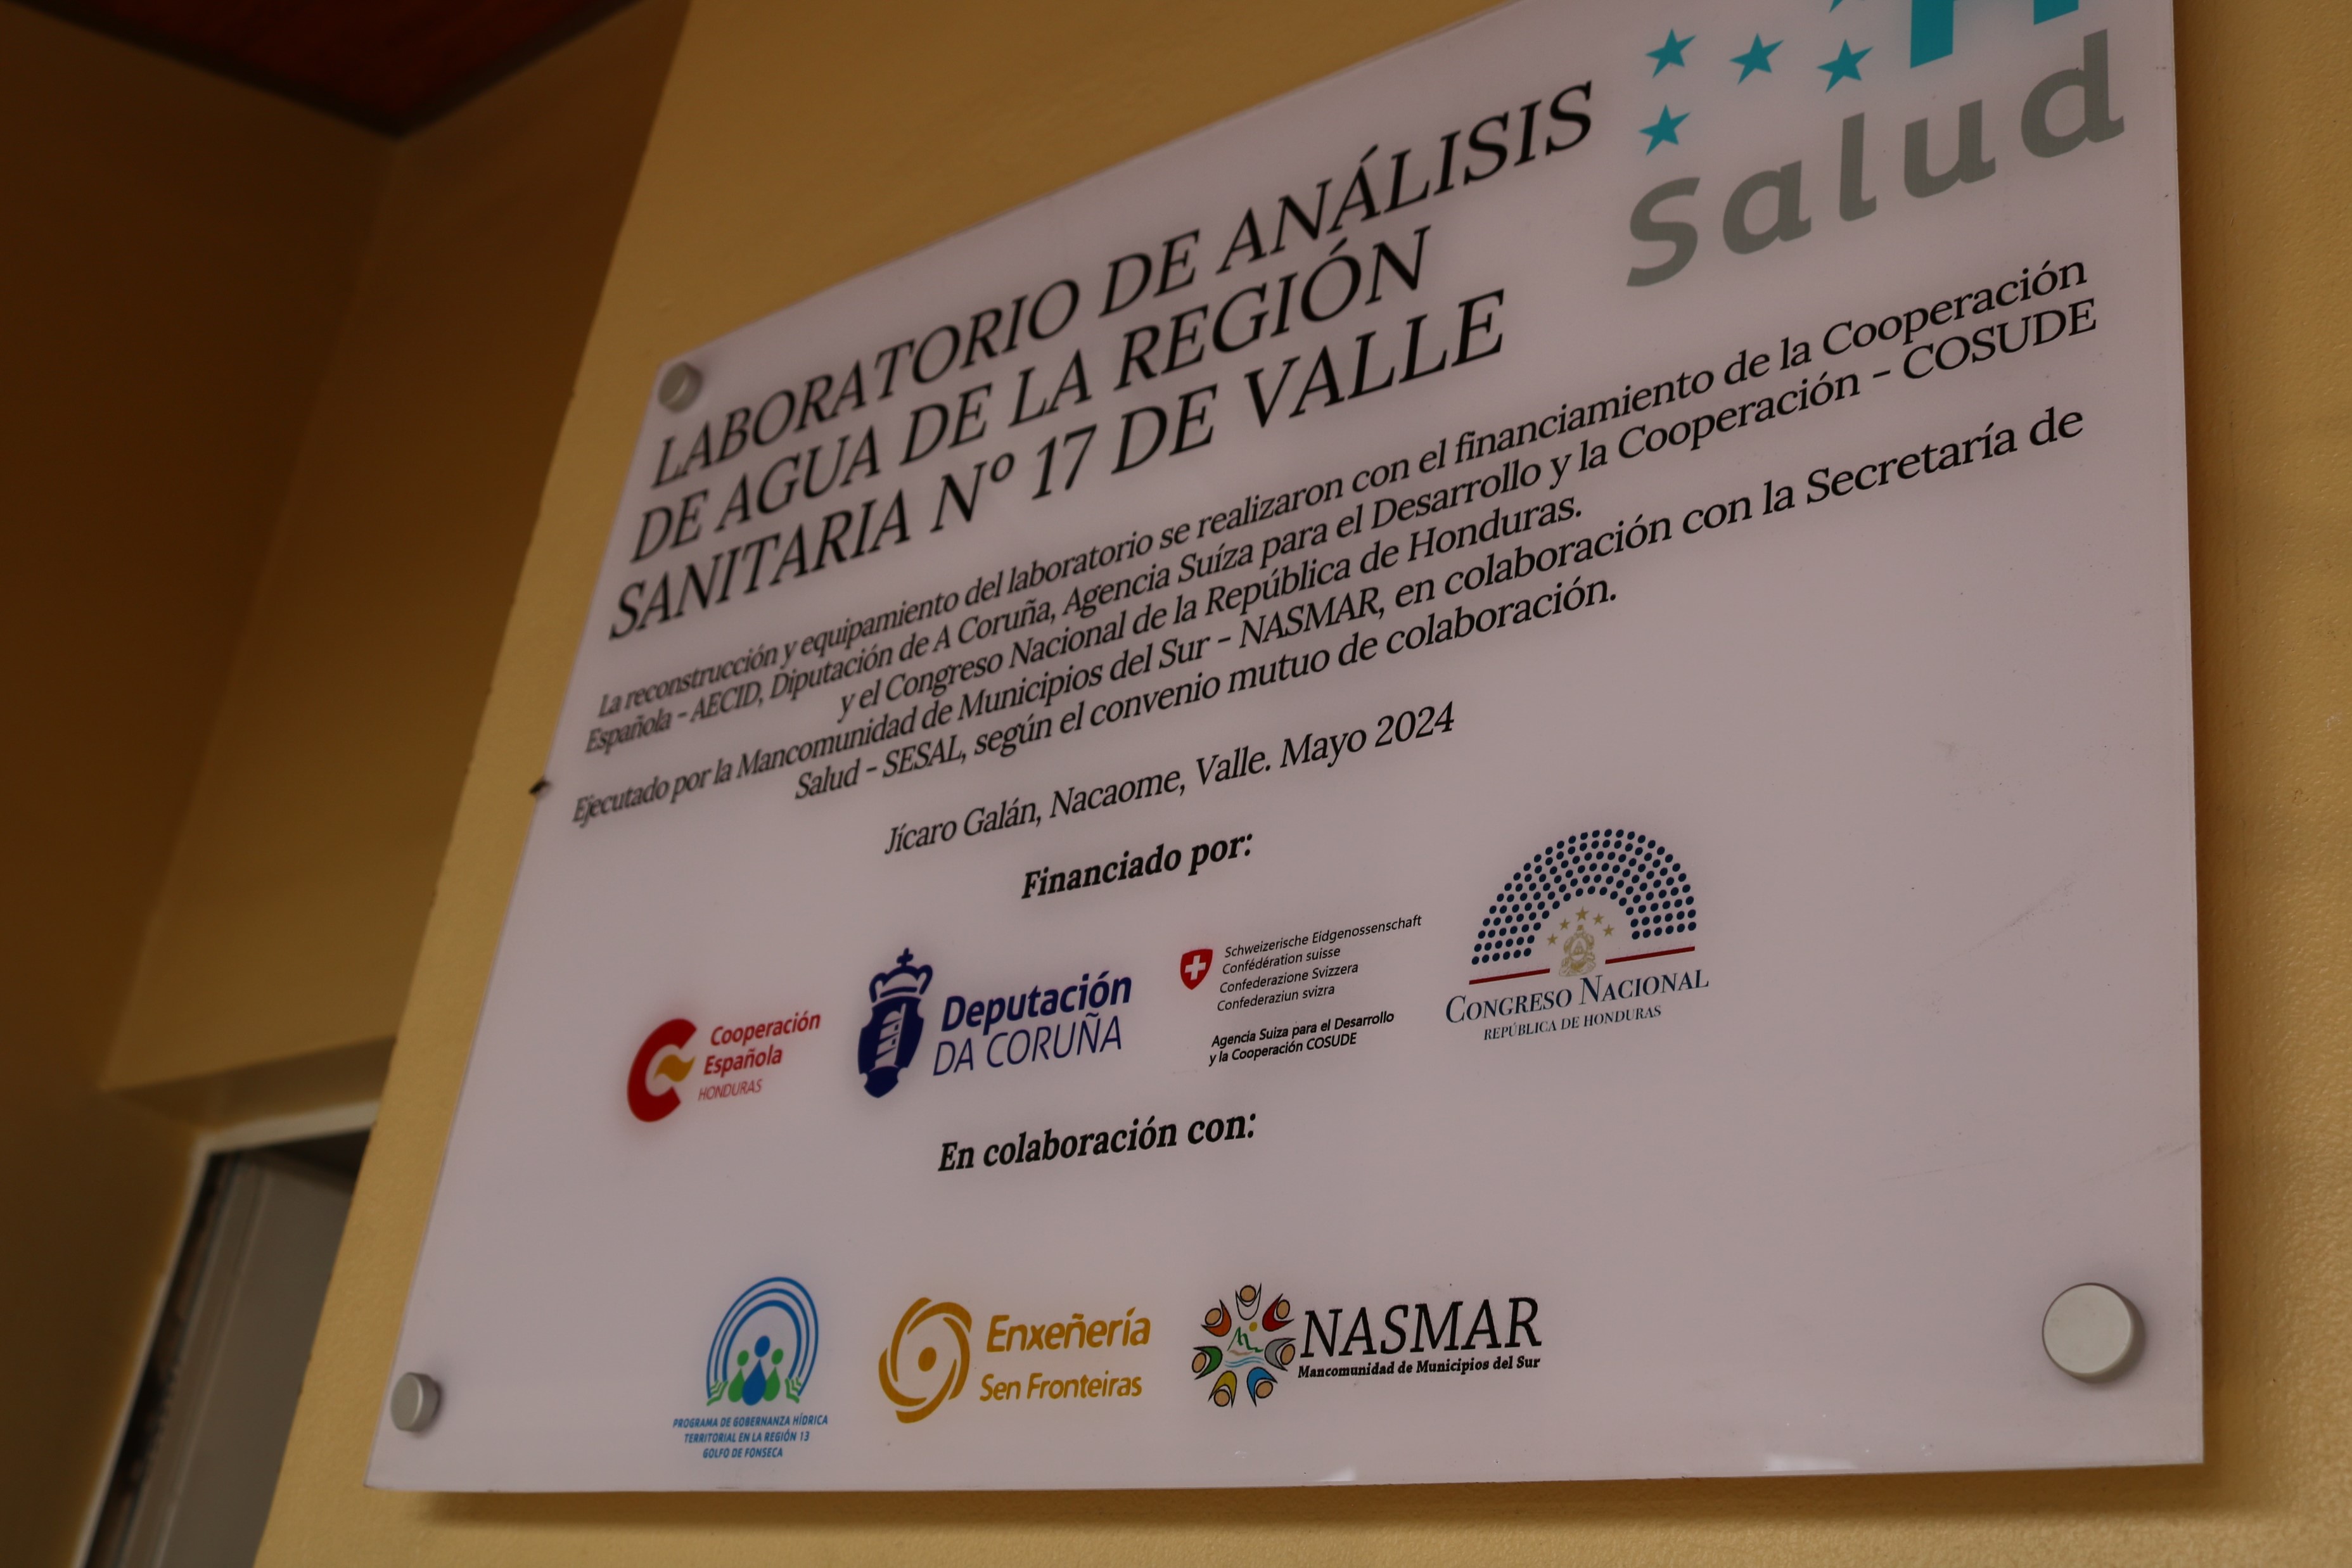 Salud
LABORATORIO DE ANÁLISIS
DE AGUA DE LA REGIÓN
SANITARIA Nº 17 DE VALLE
La reconstrucción y equipamiento del laboratorio se realizaron con el financiamiento de la Cooperación
Española - AECID, Diputación de A Coruña, Agencia Suíza para el Desarrollo y la Cooperación - COSUDE
y el Congreso Nacional de la República de Honduras.
Ejecutado por la Mancomunidad de Municipios del Sur - NASMAR, en colaboración con la Secretaría de
Salud - SESAL, según el convenio mutuo de colaboración.
Jícaro Galán, Nacaome, Valle. Mayo 2024
Financiado por:
Cooperación
Española
HONDURAS
Deputación
DA CORUÑA
Schweizerische Eidgenossenschaft
Confédération suisse
Confederazione Svizzera
Confederaziun svizra
Agencia Suiza para el Desarrollo
y la Cooperación COSUDE
CONGRESO NACIONAL
REPÚBLICA DE HONDURAS
En colaboración con:
PROGRAMA DE GOBERNANZA HÍDRICA
TERRITORIAL EN LA REGIÓN 13
GOLFO DE FONSECA
Enxeñería
Sen Fronteiras
NASMAR
Mancomunidad de Municipios del Sur